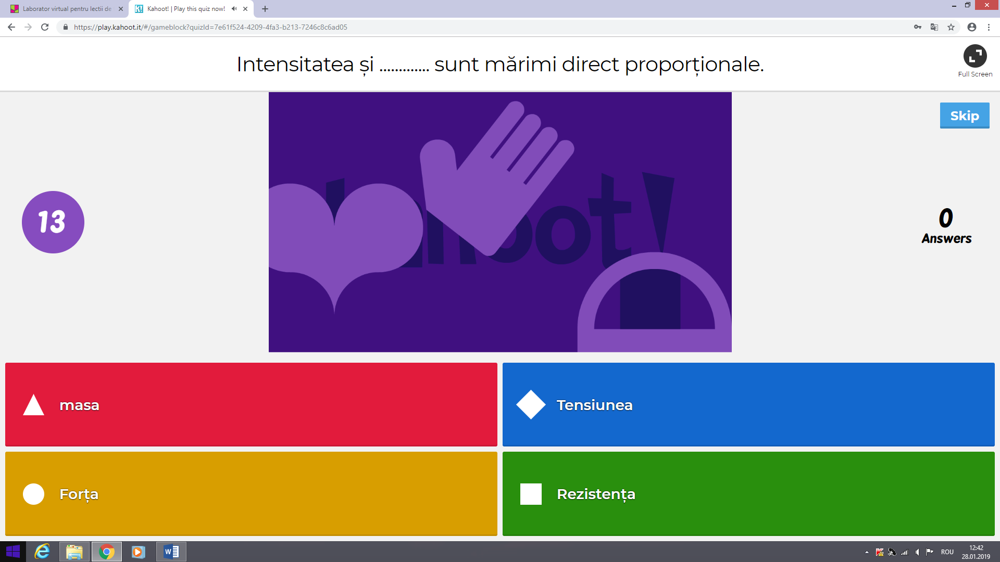 Laborator virtual pentru lectii de
Kahoot! | Play this quiz now!
https://play.kahoot.it/#/gameblock?quizId=7e61f524-4209-4fa3-b213-7246c8c6ad05
Intensitatea și ............. sunt mărimi direct proporționale.
Full Screen
Skip
13
0
Answers
masa
Tensiunea
Forța
Rezistența
ROU
12:42
28.01.2019